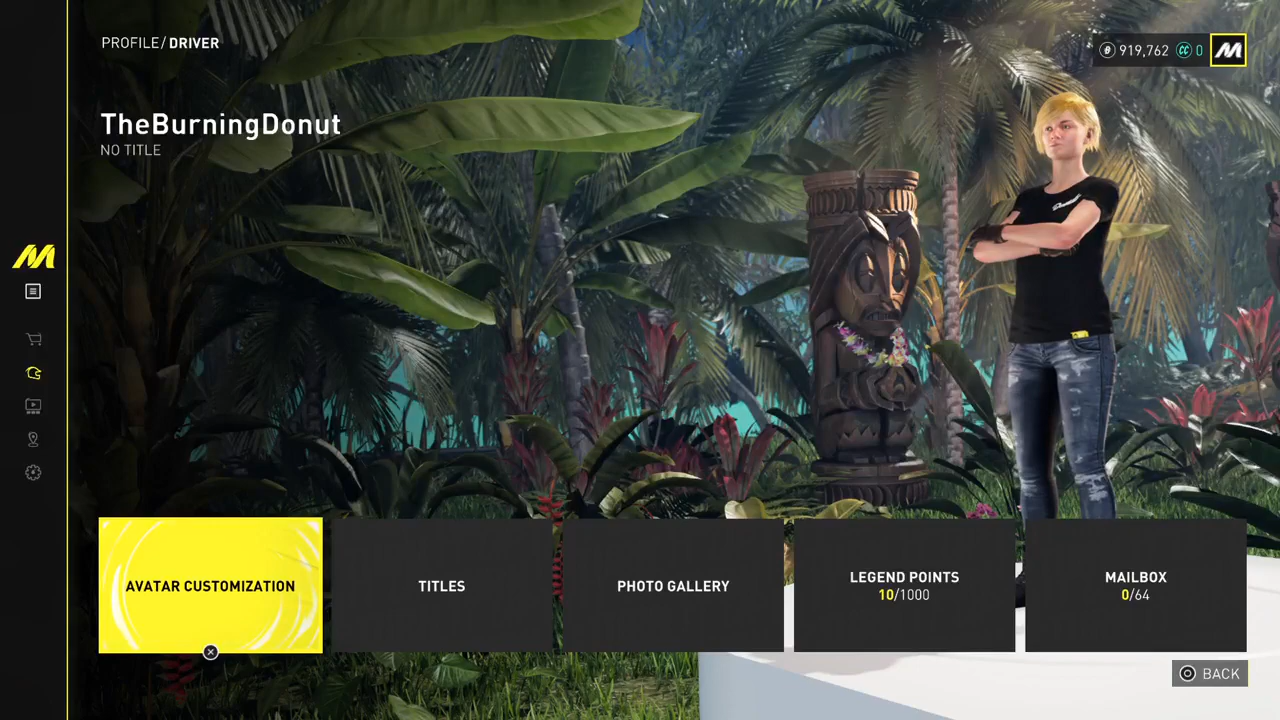 PROFILE/DRIVER
919,762 CC 0
TheBurningDonut
NO TITLE
AVATAR CUSTOMIZATION
TITLES
PHOTO GALLERY
LEGEND POINTS
10/1000
MAILBOX
0/64
BACK